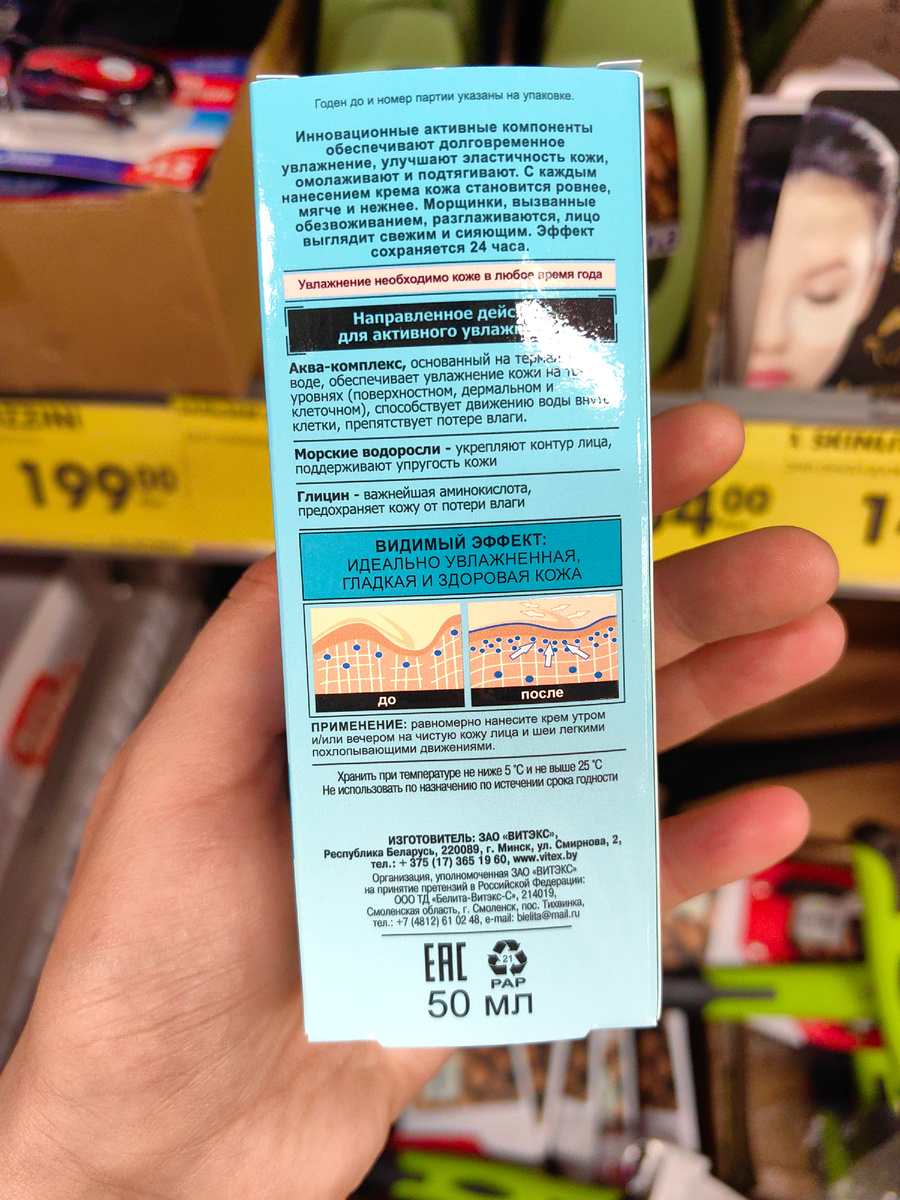 Годен до и номер партии указаны на упаковке.
Инновационные активные компоненты
обеспечивают долговременное
увлажнение, улучшают эластичность кожи,
омолаживают и подтягивают. С каждым
нанесением крема кожа становится ровнее,
мягче и нежнее. Морщинки, вызванные
обезвоживанием, разглаживаются, лицо
выглядит свежим и сияющим. Эффект
сохраняется 24 часа.
Увлажнение необходимо коже в любое время года
Направленное
для активного
Аква-комплекс, основанный на
воде, обеспечивает увлажнение кожи на
уровнях (поверхностном, дермальном и
клеточном), способствует движению воды
клетки, препятствует потере влаги.
Морские водоросли - укрепляют контур лица,
поддерживают упругость кожи
Глицин - важнейшая аминокислота,
предохраняет кожу от потери влаги
ВИДИМЫЙ ЭФФЕКТ:
ИДЕАЛЬНО УВЛАЖНЕННАЯ,
ГЛАДКАЯ И ЗДОРОВАЯ КОЖА
до
после
ПРИМЕНЕНИЕ: равномерно нанесите крем утром
и/или вечером на чистую кожу лица и шеи легкими
похлопывающими движениями.
Хранить при температуре не ниже 5 °С и не выше 25 °С
Не использовать по назначению по истечении срока годности
ИЗГОТОВИТЕЛЬ: ЗАО «ВИТЭКС»,
Республика Беларусь, 220089, г. Минск, ул. Смирнова, 2,
тел.: + 375 (17) 365 19 60, www.vitex.by
Организация, уполномоченная ЗАО «ВИТЭКС»
на принятие претензий в Российской Федерации:
ООО ТД «Белита-Витэкс-С», 214019,
Смоленская область, г. Смоленск, пос. Тихвинка,
тел.: +7 (4812) 61 02 48, e-mail: bielita@mail.ru
EAC
21
PAP
50 мл
199 00